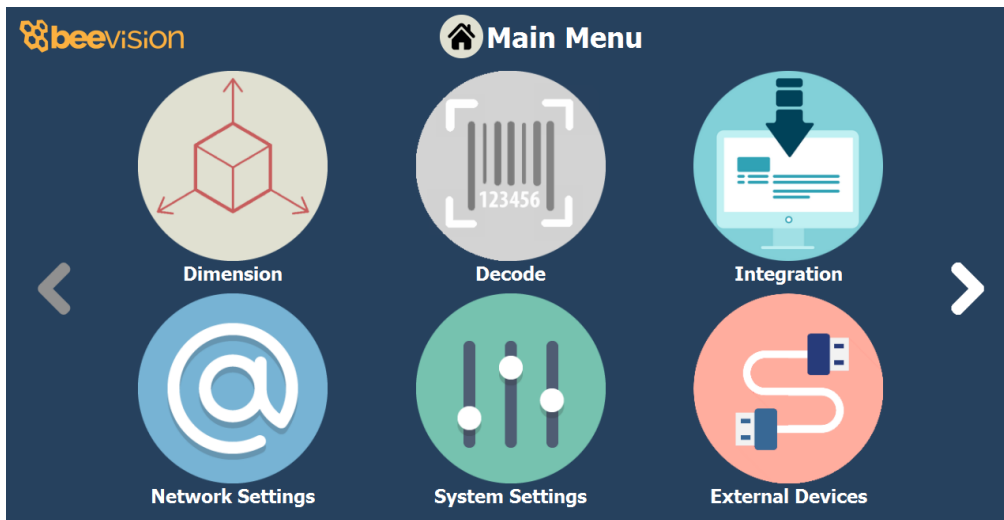 beevision
Main Menu
123456
Dimension
Decode
Integration
Network Settings
System Settings
External Devices